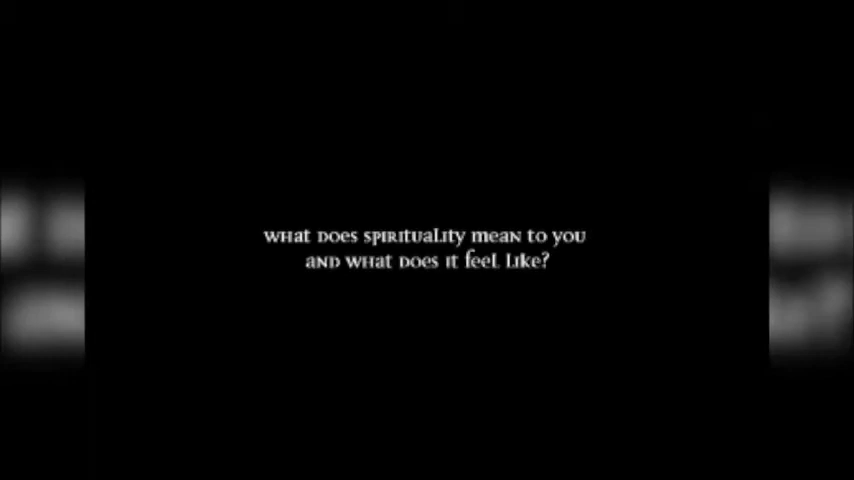 WHat DOES SPIRITUALITY MEAN to YOU
AND WHat DOES IT FEEL LIKE?